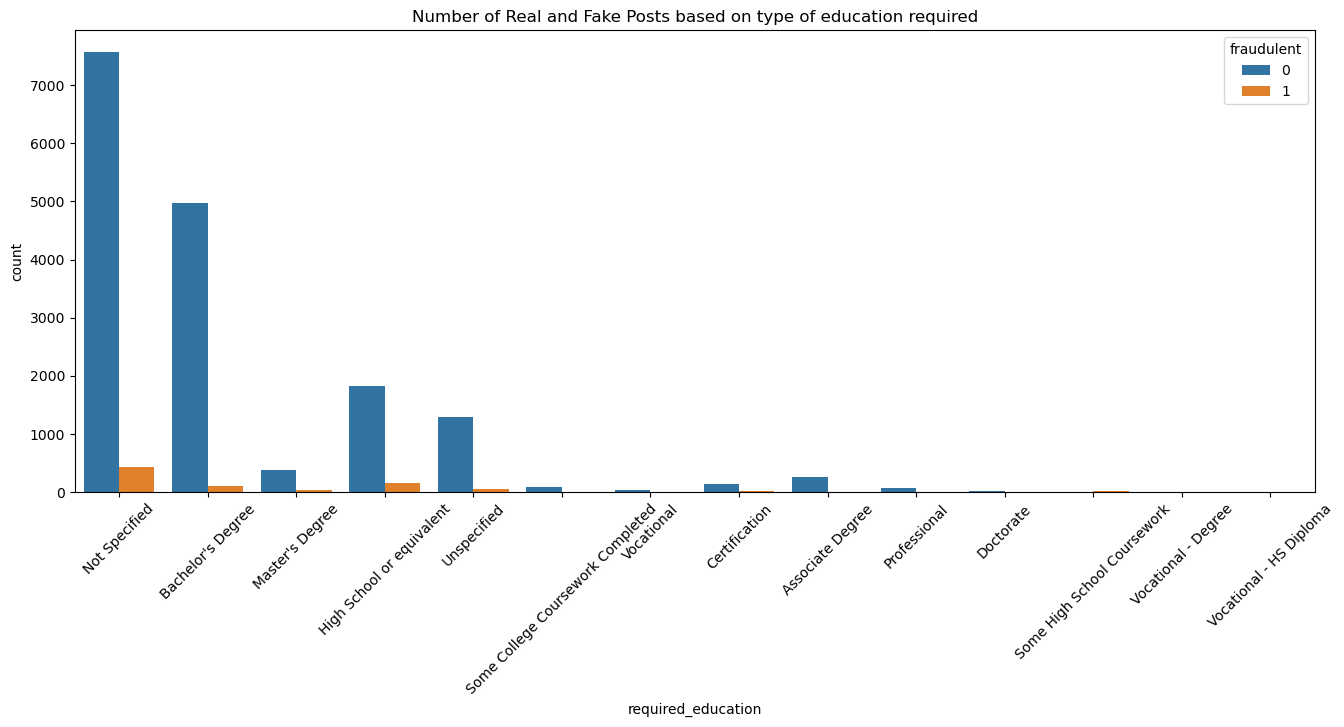 Number of Real and Fake Posts based on type of education required
fraudulent
0
1
7000
6000
5000
4000
3000
2000
1000
0
count
Not Specified
Bachelor's Degree
Master's Degree
High School or equivalent
Unspecified
Some College Coursework Completed
Vocational
Certification
Associate Degree
Professional
Doctorate
Some High School Coursework
Vocational - Degree
Vocational - HS Diploma
required_education